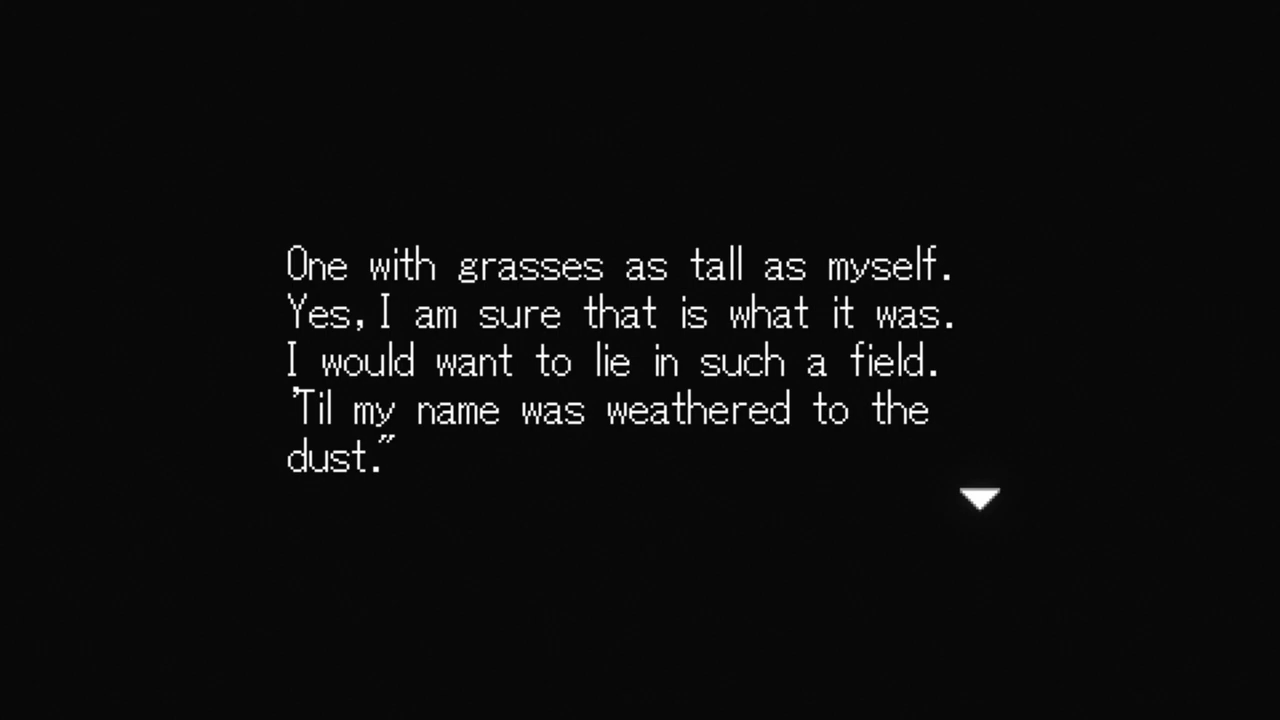 One with grasses as tall as myself.
Yes, I am sure that is what it was.
I would want to lie in such a field.
'Til my name was weathered to the
dust."